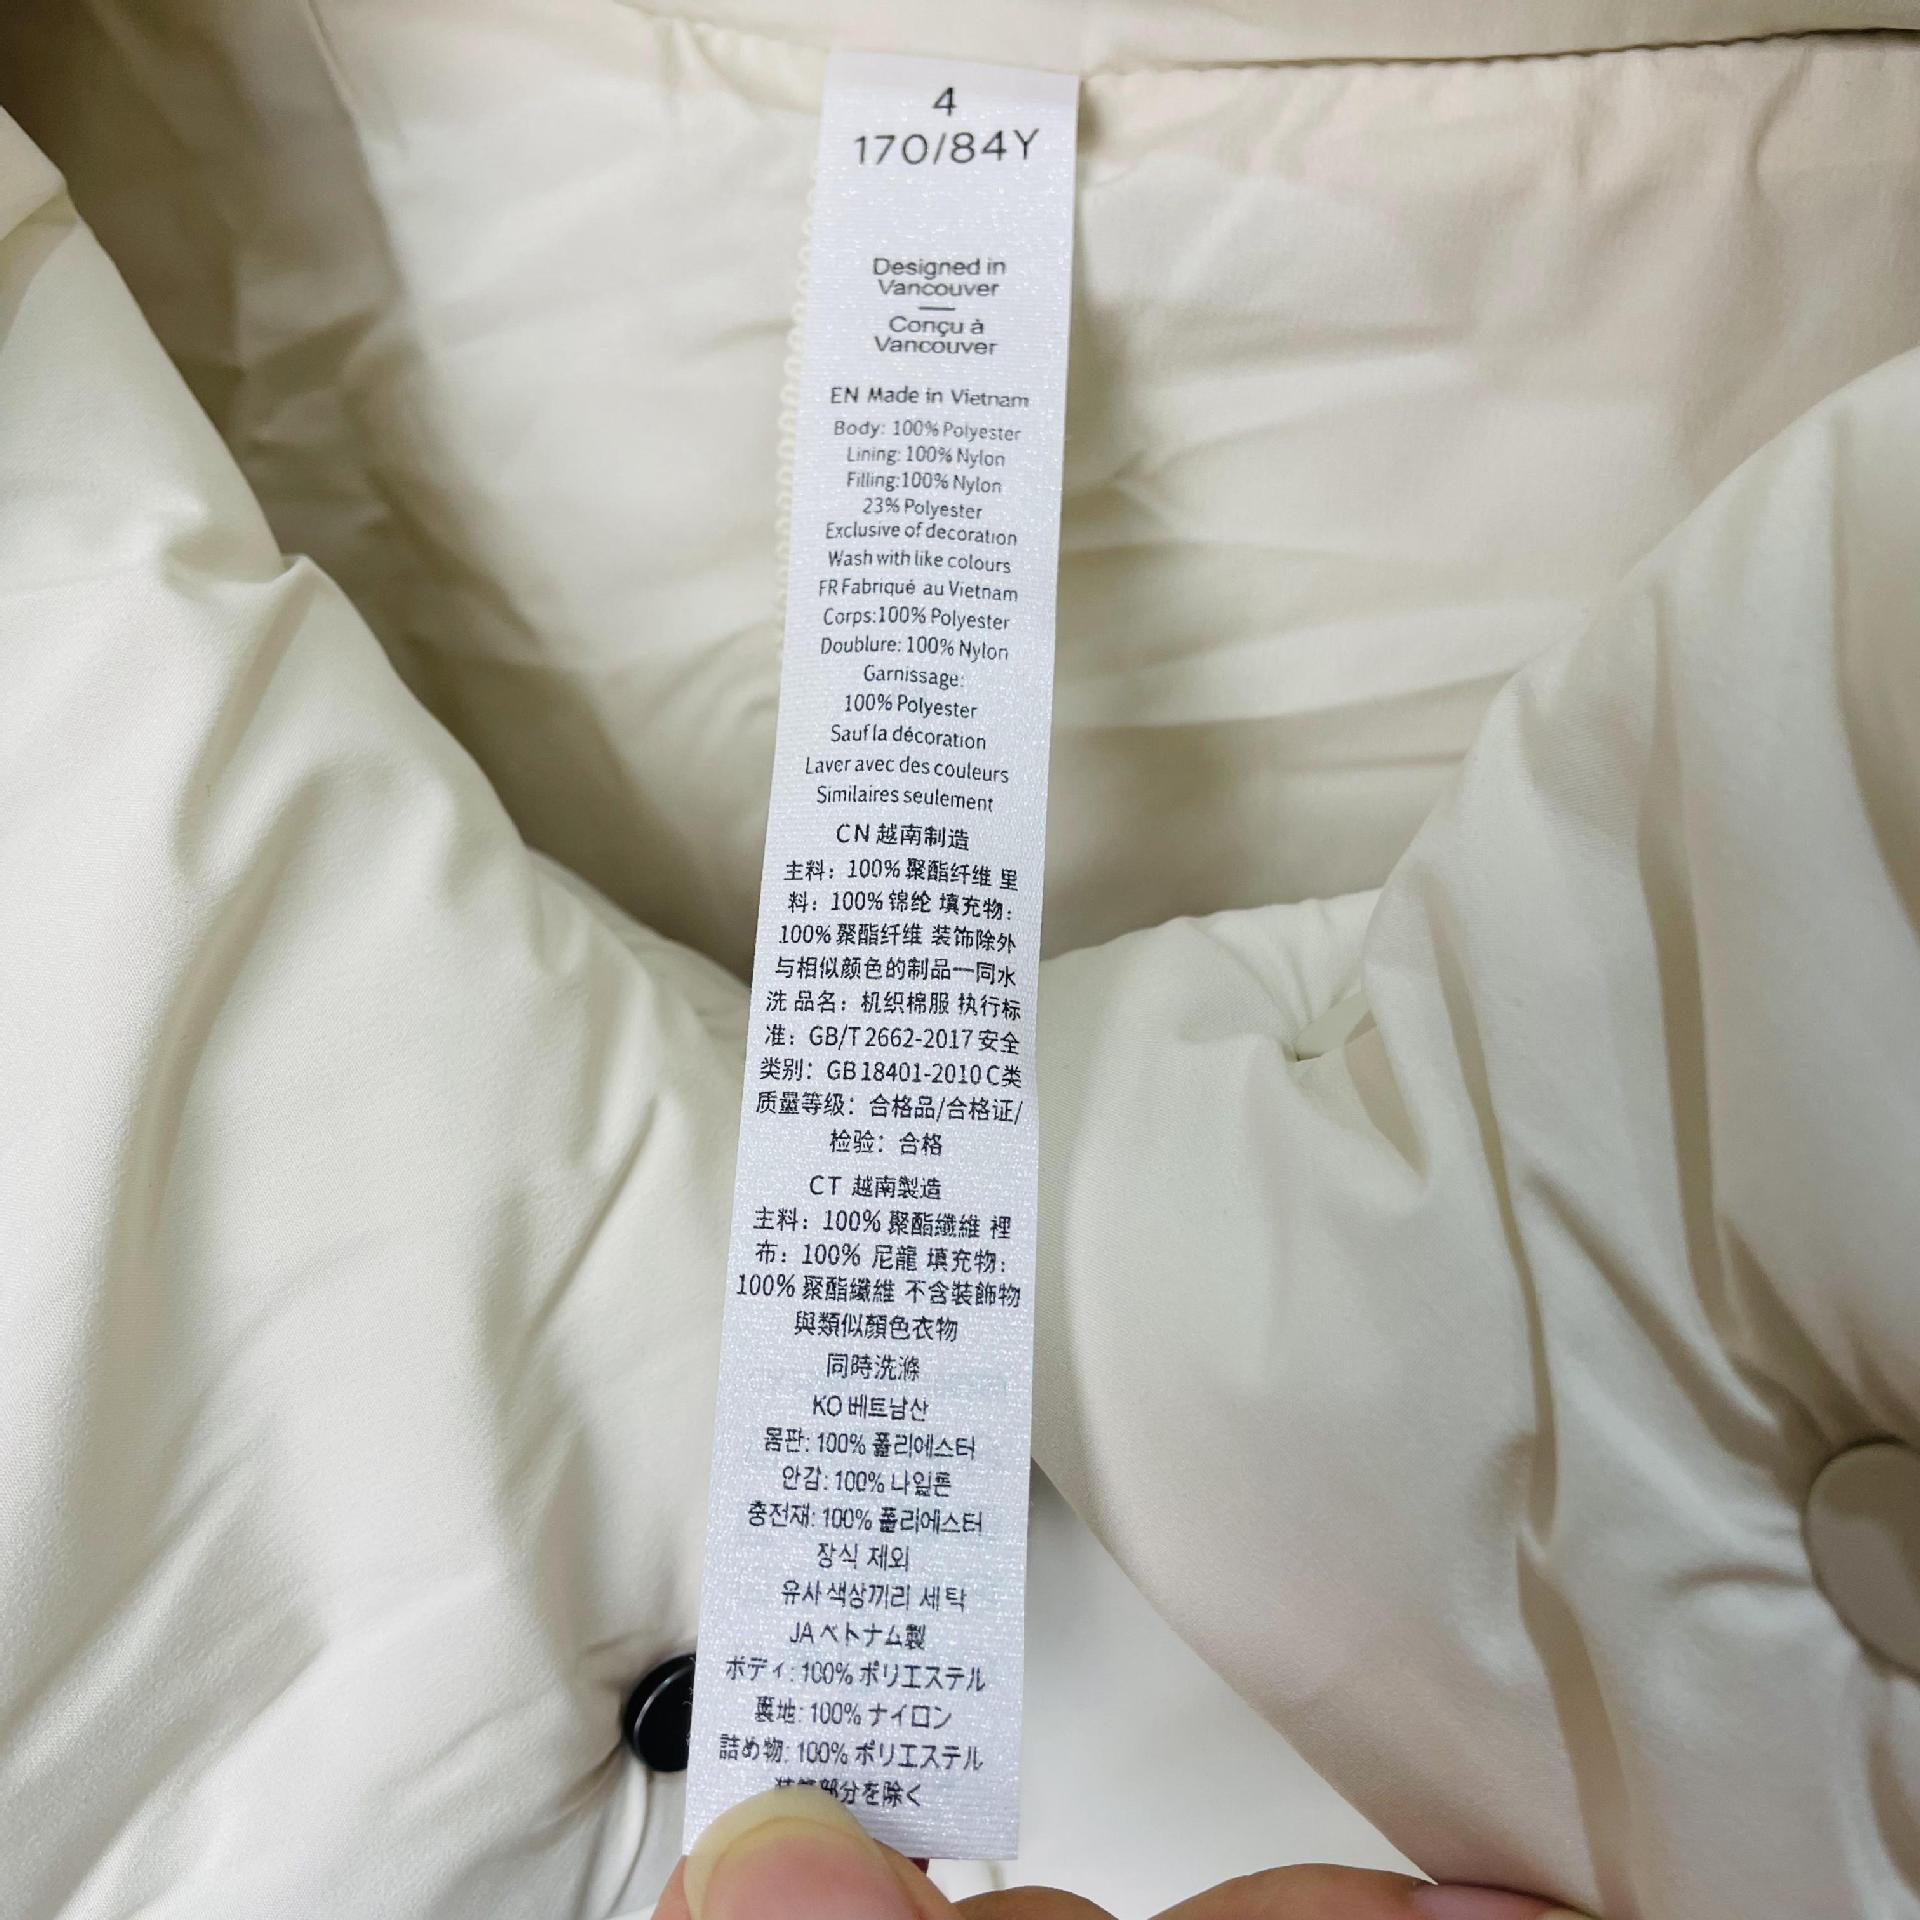 4
170/84Y
Designed in
Vancouver
Conçu à
Vancouver
EN Made in Vietnam
Body: 100% Polyester
Lining: 100% Nylon
Filling:100% Nylon
23% Polyester
Exclusive of decoration
Wash with like colours
FR Fabriqué au Vietnam
Corps:100% Polyester
Doublure: 100% Nylon
Garnissage:
100% Polyester
Sauf la décoration
Laver avec des couleurs
Similaires seulement
CN 越南制造
主料：100% 聚酯纤维 里
料：100% 锦纶 填充物：
100% 聚酯纤维 装饰除外
与相似颜色的制品一同水
洗 品名：机织棉服 执行标
准：GB/T 2662-2017 安全
类别：GB 18401-2010 C类
质量等级：合格品/合格证/
检验：合格
CT 越南製造
主料：100% 聚酯纖維 裡
布：100% 尼龍 填充物：
100% 聚酯纖維 不含装飾物
與類似顏色衣物
同時洗滌
KO 베트남산
몸판: 100% 폴리에스터
안감: 100% 나일론
충전재: 100% 폴리에스터
장식 제외
유사 색상끼리 세탁
JA ベトナム製
ボディ: 100% ポリエステル
裏地: 100% ナイロン
詰め物: 100% ポリエステル
部分を除く